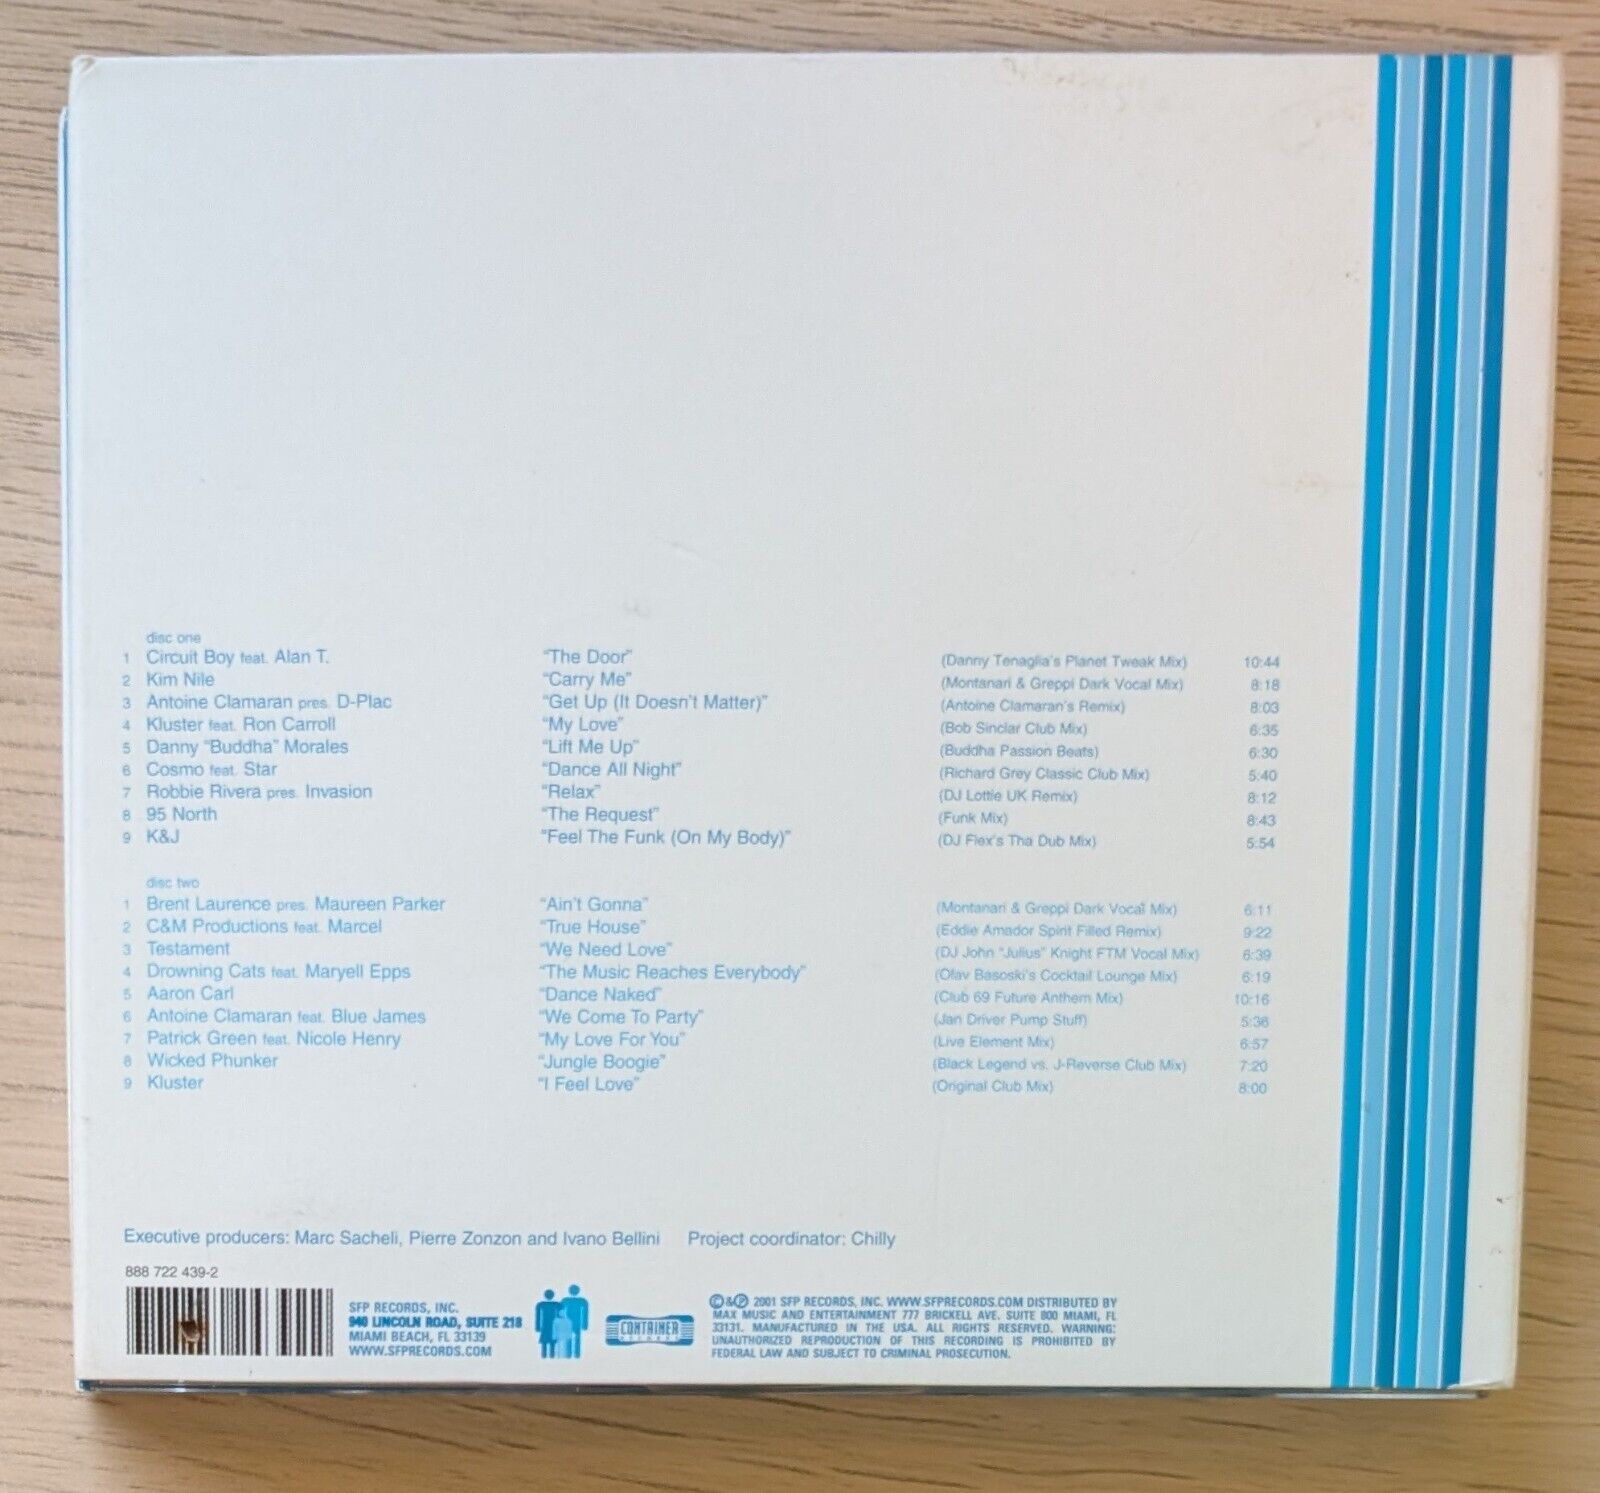 disc one
1 Circuit Boy feat. Alan T. "The Door" (Danny Tenaglia's Planet Tweak Mix) 10:44
2 Kim Nile "Carry Me" (Montanari & Greppi Dark Vocal Mix) 8:18
3 Antoine Clamaran pres. D-Plac "Get Up (It Doesn't Matter)" (Antoine Clamaran's Remix) 8:03
4 Kluster feat. Ron Carroll "My Love" (Bob Sinclar Club Mix) 6:35
5 Danny "Buddha" Morales "Lift Me Up" (Buddha Passion Beats) 6:30
6 Cosmo feat. Star "Dance All Night" (Richard Grey Classic Club Mix) 5:40
7 Robbie Rivera pres. Invasion "Relax" (DJ Lottie UK Remix) 8:12
8 95 North "The Request" (Funk Mix) 8:43
9 K&J "Feel The Funk (On My Body)" (DJ Flex's Tha Dub Mix) 5:54
disc two
1 Brent Laurence pres. Maureen Parker "Ain't Gonna" (Montanari & Greppi Dark Vocal Mix) 6:11
2 C&M Productions feat. Marcel "True House" (Eddie Amador Spirit Filled Remix) 9:22
3 Testament "We Need Love" (DJ John "Julius" Knight FTM Vocal Mix) 6:39
4 Drowning Cats feat. Maryell Epps "The Music Reaches Everybody" (Olav Basoski's Cocktail Lounge Mix) 6:19
5 Aaron Carl "Dance Naked" (Club 69 Future Anthem Mix) 10:16
6 Antoine Clamaran feat. Blue James "We Come To Party" (Jan Driver Pump Stuff) 5:36
7 Patrick Green feat. Nicole Henry "My Love For You" (Live Element Mix) 6:57
8 Wicked Phunker "Jungle Boogie" (Black Legend vs. J-Reverse Club Mix) 7:20
9 Kluster "I Feel Love" (Original Club Mix) 8:00
Executive producers: Marc Sacheli, Pierre Zonzon and Ivano Bellini Project coordinator: Chilly
888 722 439-2
SFP RECORDS, INC.
940 LINCOLN ROAD, SUITE 218
MIAMI BEACH, FL 33139
WWW.SFPRECORDS.COM
CONTAINER
RECORDS
©&℗ 2001 SFP RECORDS, INC. WWW.SFPRECORDS.COM DISTRIBUTED BY
MAX MUSIC AND ENTERTAINMENT 777 BRICKELL AVE. SUITE 800 MIAMI, FL
33131. MANUFACTURED IN THE USA. ALL RIGHTS RESERVED. WARNING:
UNAUTHORIZED REPRODUCTION OF THIS RECORDING IS PROHIBITED BY
FEDERAL LAW AND SUBJECT TO CRIMINAL PROSECUTION.